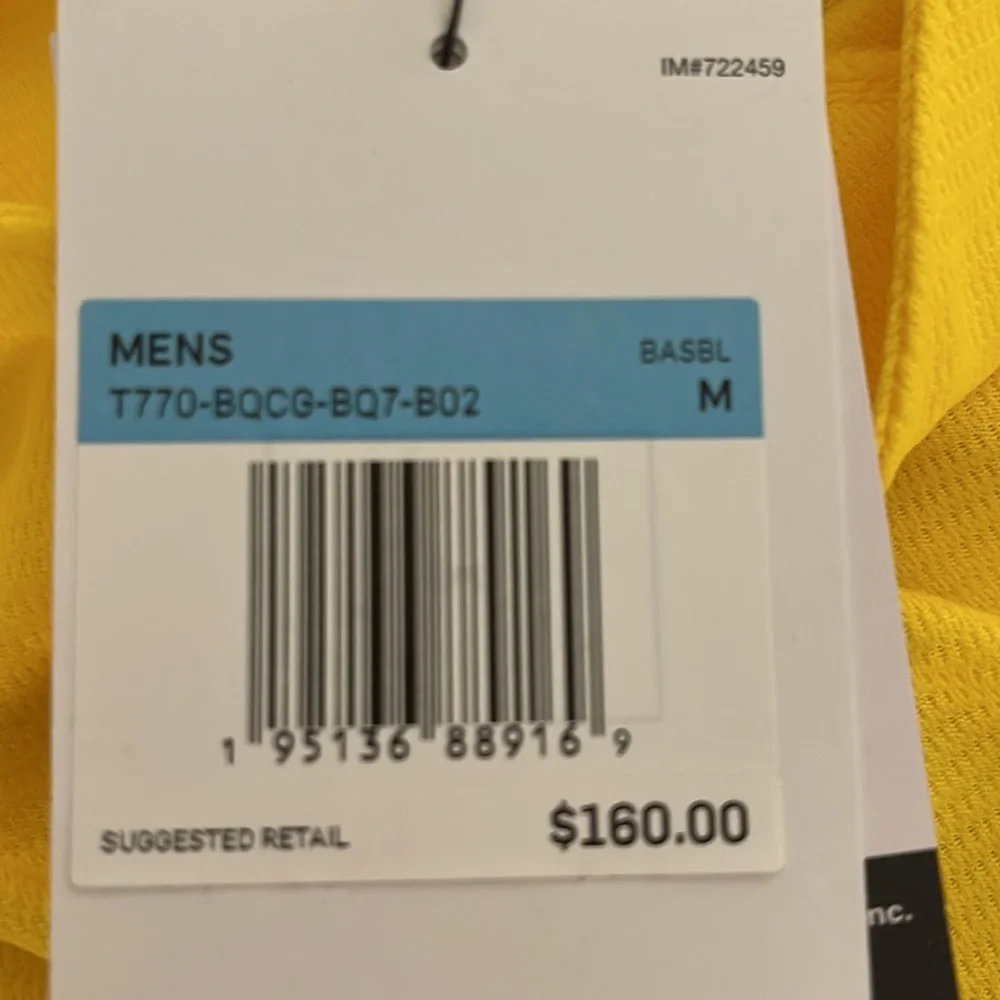 IM#722459
MENS BASBL
T770-BQCG-BQ7-B02 M
1 95136 88916 9
SUGGESTED RETAIL $160.00
nc.